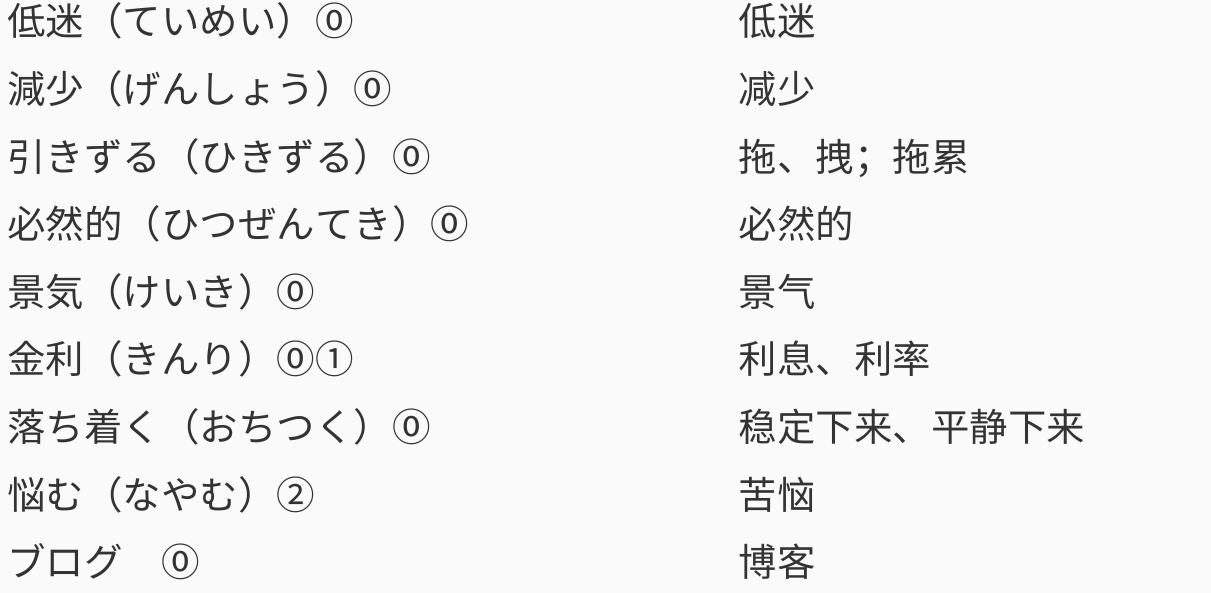 低迷（ていめい）⓪ 低迷
減少（げんしょう）⓪ 减少
引きずる（ひきずる）⓪ 拖、拽；拖累
必然的（ひつぜんてき）⓪ 必然的
景気（けいき）⓪ 景气
金利（きんり）⓪① 利息、利率
落ち着く（おちつく）⓪ 稳定下来、平静下来
悩む（なやむ）② 苦恼
ブログ　⓪ 博客